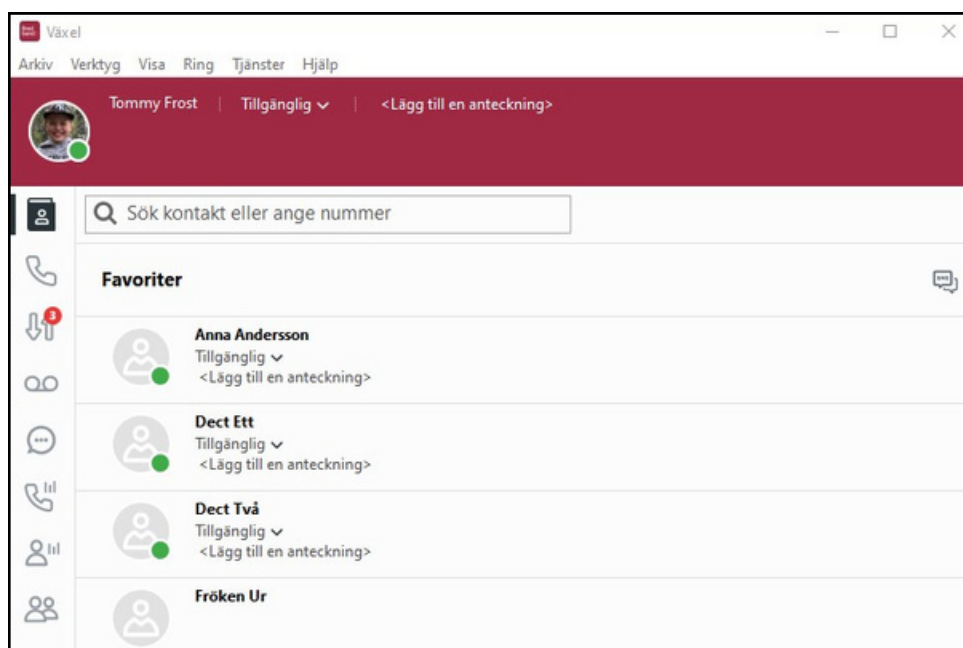 Växel
Arkiv Verktyg Visa Ring Tjänster Hjälp
Tommy Frost | Tillgänglig | <Lägg till en anteckning>
Sök kontakt eller ange nummer
Favoriter
3
Anna Andersson
Tillgänglig
<Lägg till en anteckning>
Dect Ett
Tillgänglig
<Lägg till en anteckning>
Dect Två
Tillgänglig
<Lägg till en anteckning>
Fröken Ur